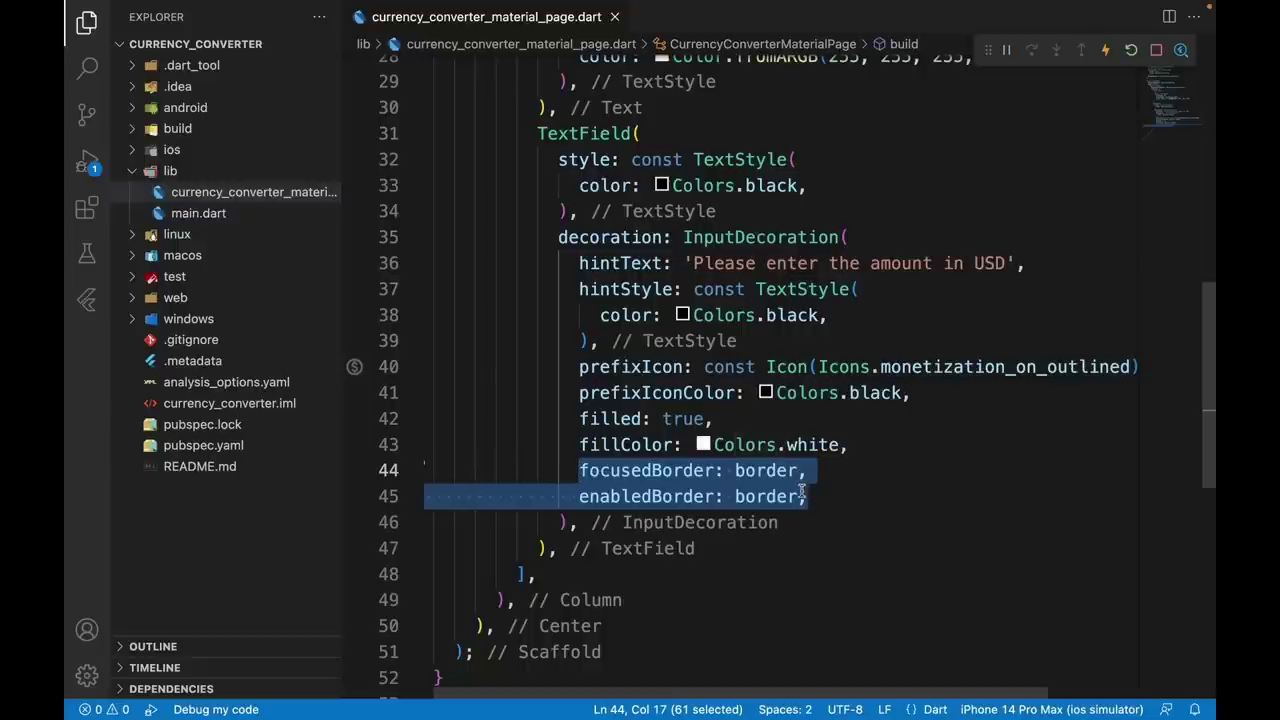 EXPLORER
currency_converter_material_page.dart
CURRENCY_CONVERTER
lib > currency_converter_material_page.dart > CurrencyConverterMaterialPage > build
.dart_tool
.idea
android
build
ios
lib
currency_converter_materi...
main.dart
linux
macos
test
web
windows
.gitignore
.metadata
analysis_options.yaml
currency_converter.iml
pubspec.lock
pubspec.yaml
README.md
OUTLINE
TIMELINE
DEPENDENCIES
1
28 color: Color.fromARGB(255, 255, 255,
29 ), // TextStyle
30 ), // Text
31 TextField(
32 style: const TextStyle(
33 color: Colors.black,
34 ), // TextStyle
35 decoration: InputDecoration(
36 hintText: 'Please enter the amount in USD',
37 hintStyle: const TextStyle(
38 color: Colors.black,
39 ), // TextStyle
40 prefixIcon: const Icon(Icons.monetization_on_outlined)
41 prefixIconColor: Colors.black,
42 filled: true,
43 fillColor: Colors.white,
44 focusedBorder: border,
45 enabledBorder: border,
46 ), // InputDecoration
47 ), // TextField
48 ],
49 ), // Column
50 ), // Center
51 ); // Scaffold
52 }
0 0 Debug my code Ln 44, Col 17 (61 selected) Spaces: 2 UTF-8 LF {} Dart iPhone 14 Pro Max (ios simulator)